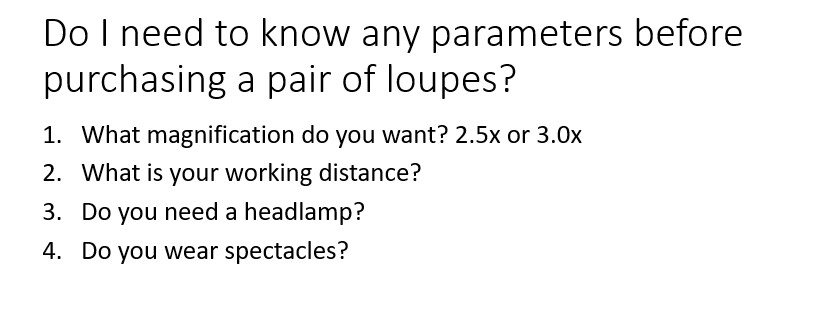 Do I need to know any parameters before
purchasing a pair of loupes?
1. What magnification do you want? 2.5x or 3.0x
2. What is your working distance?
3. Do you need a headlamp?
4. Do you wear spectacles?